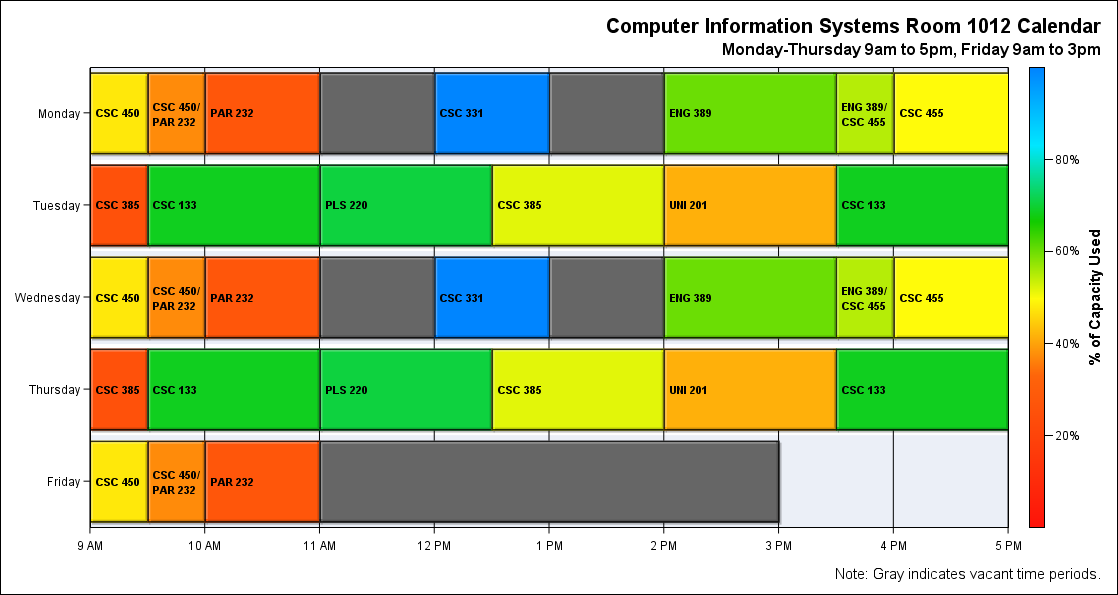 Computer Information Systems Room 1012 Calendar
Monday-Thursday 9am to 5pm, Friday 9am to 3pm
Monday
CSC 450
CSC 450/
PAR 232
PAR 232
CSC 331
ENG 389
ENG 389/
CSC 455
CSC 455
Tuesday
CSC 385
CSC 133
PLS 220
CSC 385
UNI 201
CSC 133
Wednesday
CSC 450
CSC 450/
PAR 232
PAR 232
CSC 331
ENG 389
ENG 389/
CSC 455
CSC 455
Thursday
CSC 385
CSC 133
PLS 220
CSC 385
UNI 201
CSC 133
Friday
CSC 450
CSC 450/
PAR 232
PAR 232
9 AM
10 AM
11 AM
12 PM
1 PM
2 PM
3 PM
4 PM
5 PM
80%
60%
40%
20%
% of Capacity Used
Note: Gray indicates vacant time periods.